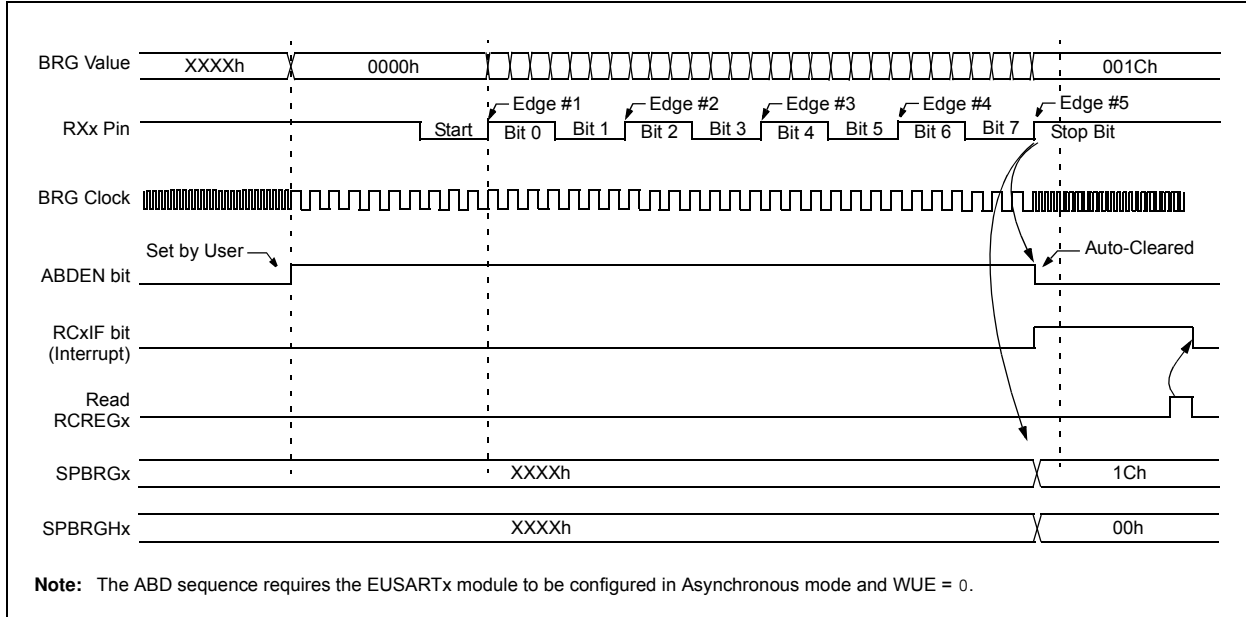 BRG Value XXXXh 0000h 001Ch
Edge #1 Edge #2 Edge #3 Edge #4 Edge #5
RXx Pin Start Bit 0 Bit 1 Bit 2 Bit 3 Bit 4 Bit 5 Bit 6 Bit 7 Stop Bit
BRG Clock
Set by User Auto-Cleared
ABDEN bit
RCxIF bit
(Interrupt)
Read
RCREGx
SPBRGx XXXXh 1Ch
SPBRGHx XXXXh 00h
Note: The ABD sequence requires the EUSARTx module to be configured in Asynchronous mode and WUE = 0.